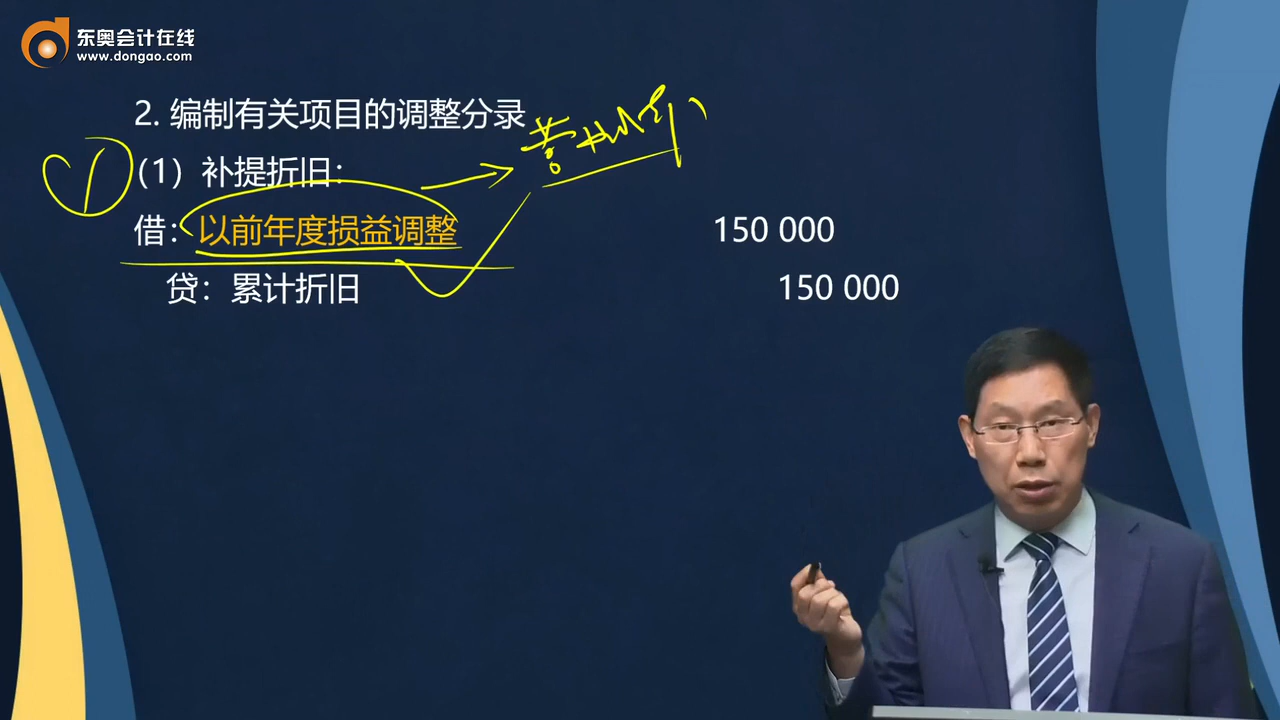 东奥会计在线
www.dongao.com
2. 编制有关项目的调整分录
(1)补提折旧:
借:以前年度损益调整 150 000
贷:累计折旧 150 000